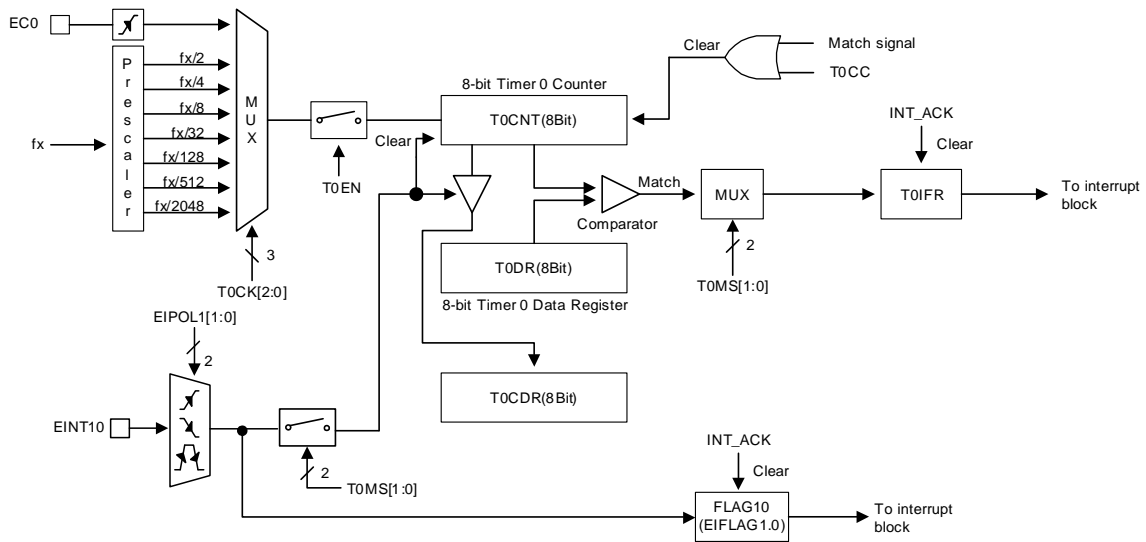 EC0
Prescaler
fx/2
fx/4
fx/8
fx/32
fx/128
fx/512
fx/2048
fx
MUX
3
T0CK[2:0]
T0EN
8-bit Timer 0 Counter
T0CNT(8Bit)
Clear
Clear
Match signal
T0CC
Match
Comparator
MUX
2
T0MS[1:0]
INT_ACK
Clear
T0IFR
To interrupt
block
T0DR(8Bit)
8-bit Timer 0 Data Register
T0CDR(8Bit)
EIPOL1[1:0]
2
EINT10
2
T0MS[1:0]
INT_ACK
Clear
FLAG10
(EIFLAG1.0)
To interrupt
block